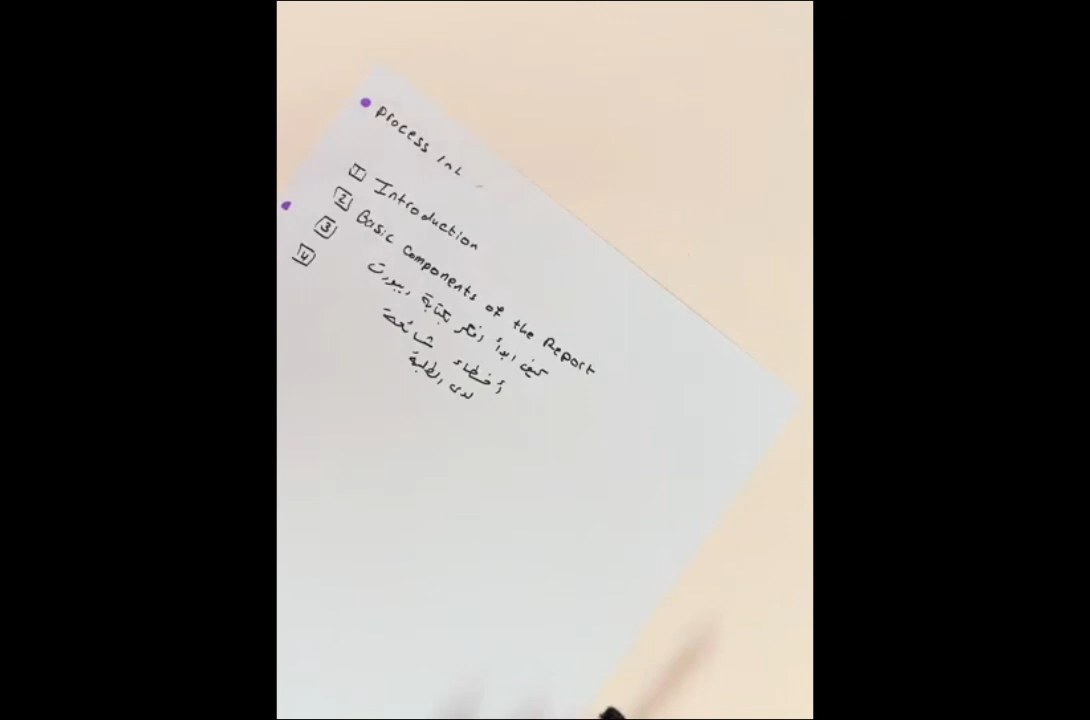 Process Int
1 Introduction
2 Basic Components of the Report
3 كيف ابدأ افكر بكتابة ريبورت
4 أخطاء شائعة
لدى الطلبة